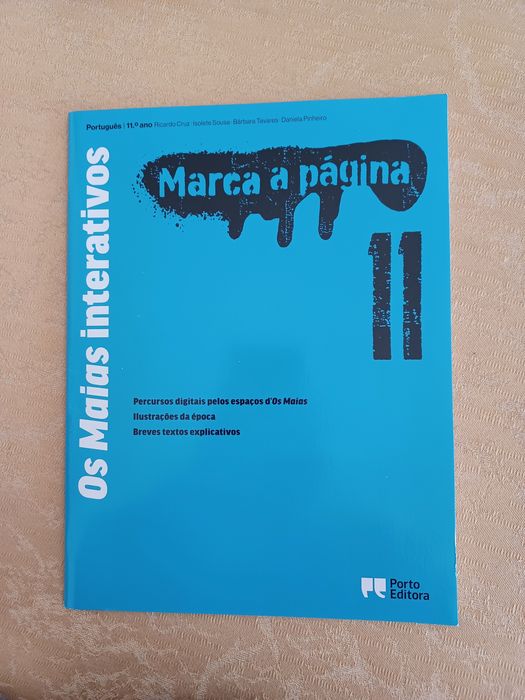 Português | 11.º ano Ricardo Cruz · Isolete Sousa · Bárbara Tavares · Daniela Pinheiro
Marca a página
11
Os Maias interativos
Percursos digitais pelos espaços d'Os Maias
Ilustrações da época
Breves textos explicativos
Porto
Editora